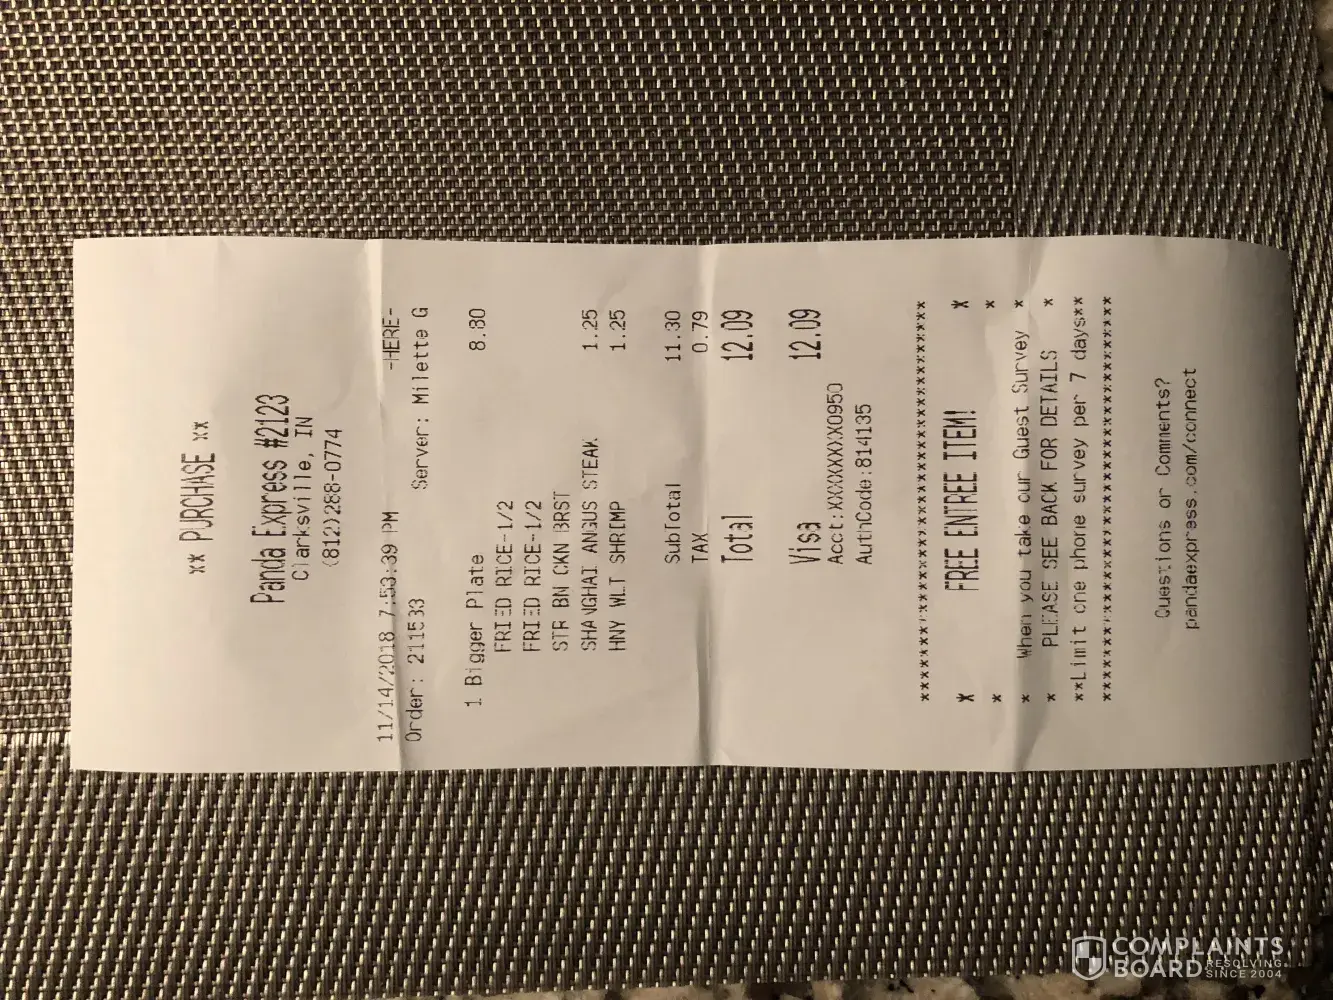 ** PURCHASE **
Panda Express #2123
Clarksville, IN
(812)288-0774
11/14/2018 7:53:39 PM -HERE-
Order: 211533 Server: Milette G
1 Bigger Plate 8.80
FRIED RICE-1/2
FRIED RICE-1/2
STR BN CKN BRST
SHANGHAI ANGUS STEAK 1.25
HNY WLT SHRIMP 1.25
SubTotal 11.30
TAX 0.79
Total 12.09
Visa 12.09
Acct:XXXXXXXX0950
AuthCode:814135
****************************************
* FREE ENTREE ITEM! *
* *
* When you take our Guest Survey *
* PLEASE SEE BACK FOR DETAILS *
**Limit one phone survey per 7 days**
****************************************
Questions or Comments?
pandaexpress.com/connect
COMPLAINTS
BOARD RESOLVING
SINCE 2004